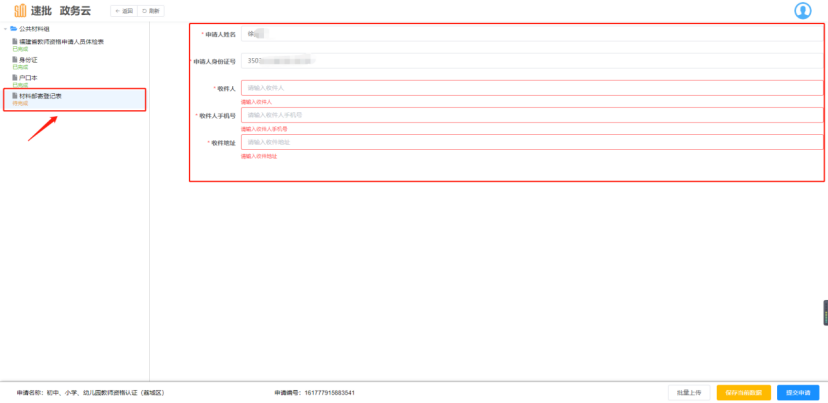 速批 政务云
返回
刷新
公共材料组
福建省教师资格申请人员体检表
已完成
身份证
已完成
户口本
已完成
材料邮寄登记表
待完成
* 申请人姓名
* 申请人身份证号
* 收件人
请输入收件人
请输入收件人
* 收件人手机号
请输入收件人手机号
请输入收件人手机号
* 收件地址
请输入收件地址
请输入收件地址
申请名称：初中、小学、幼儿园教师资格认证（荔城区）
申请编号：161777915883541
批量上传
保存当前数据
提交申请